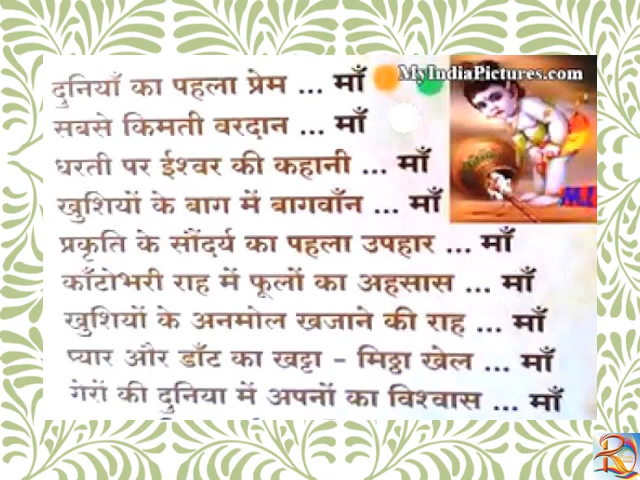 MyIndiaPictures.com
दुनियाँ का पहला प्रेम ... माँ
सबसे किमती वरदान ... माँ
धरती पर ईश्वर की कहानी ... माँ
खुशियों के बाग में बागवाँन ... माँ
प्रकृति के सौंदर्य का पहला उपहार ... माँ
काँटोभरी राह में फूलों का अहसास ... माँ
खुशियों के अनमोल खजाने की राह ... माँ
प्यार और डाँट का खट्टा - मिठ्ठा खेल ... माँ
गेरों की दुनिया में अपनों का विश्वास ... माँ